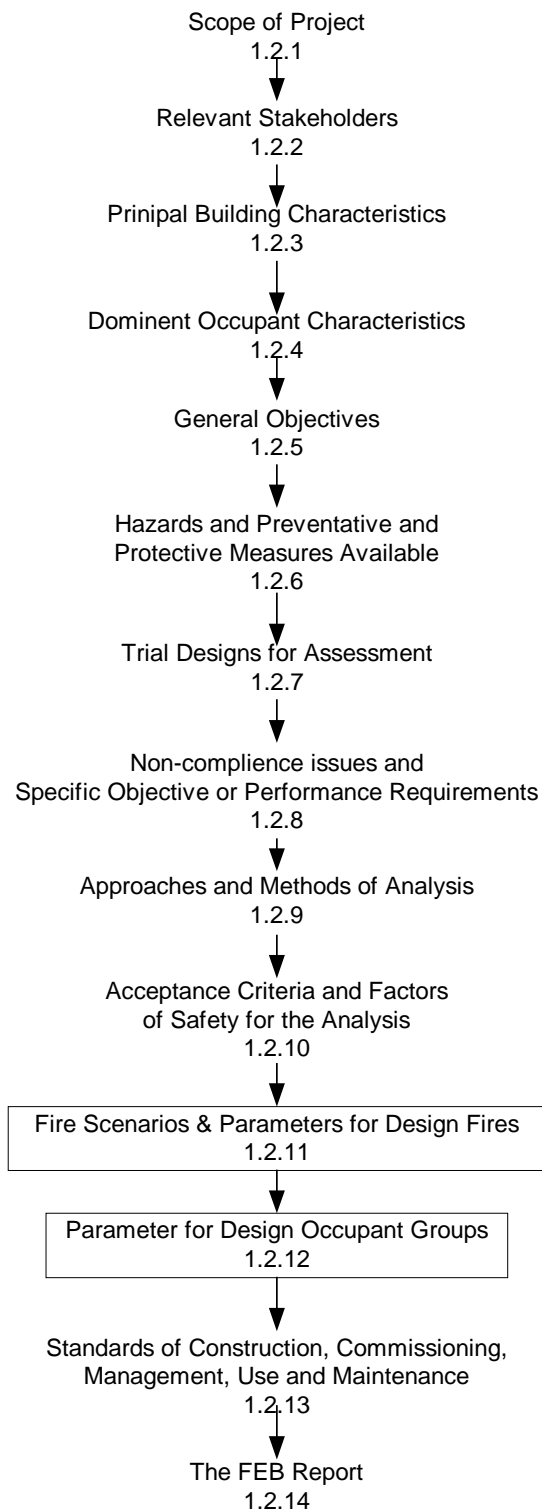 Scope of Project
1.2.1
Relevant Stakeholders
1.2.2
Prinipal Building Characteristics
1.2.3
Dominent Occupant Characteristics
1.2.4
General Objectives
1.2.5
Hazards and Preventative and
Protective Measures Available
1.2.6
Trial Designs for Assessment
1.2.7
Non-complience issues and
Specific Objective or Performance Requirements
1.2.8
Approaches and Methods of Analysis
1.2.9
Acceptance Criteria and Factors
of Safety for the Analysis
1.2.10
Fire Scenarios & Parameters for Design Fires
1.2.11
Parameter for Design Occupant Groups
1.2.12
Standards of Construction, Commissioning,
Management, Use and Maintenance
1.2.13
The FEB Report
1.2.14